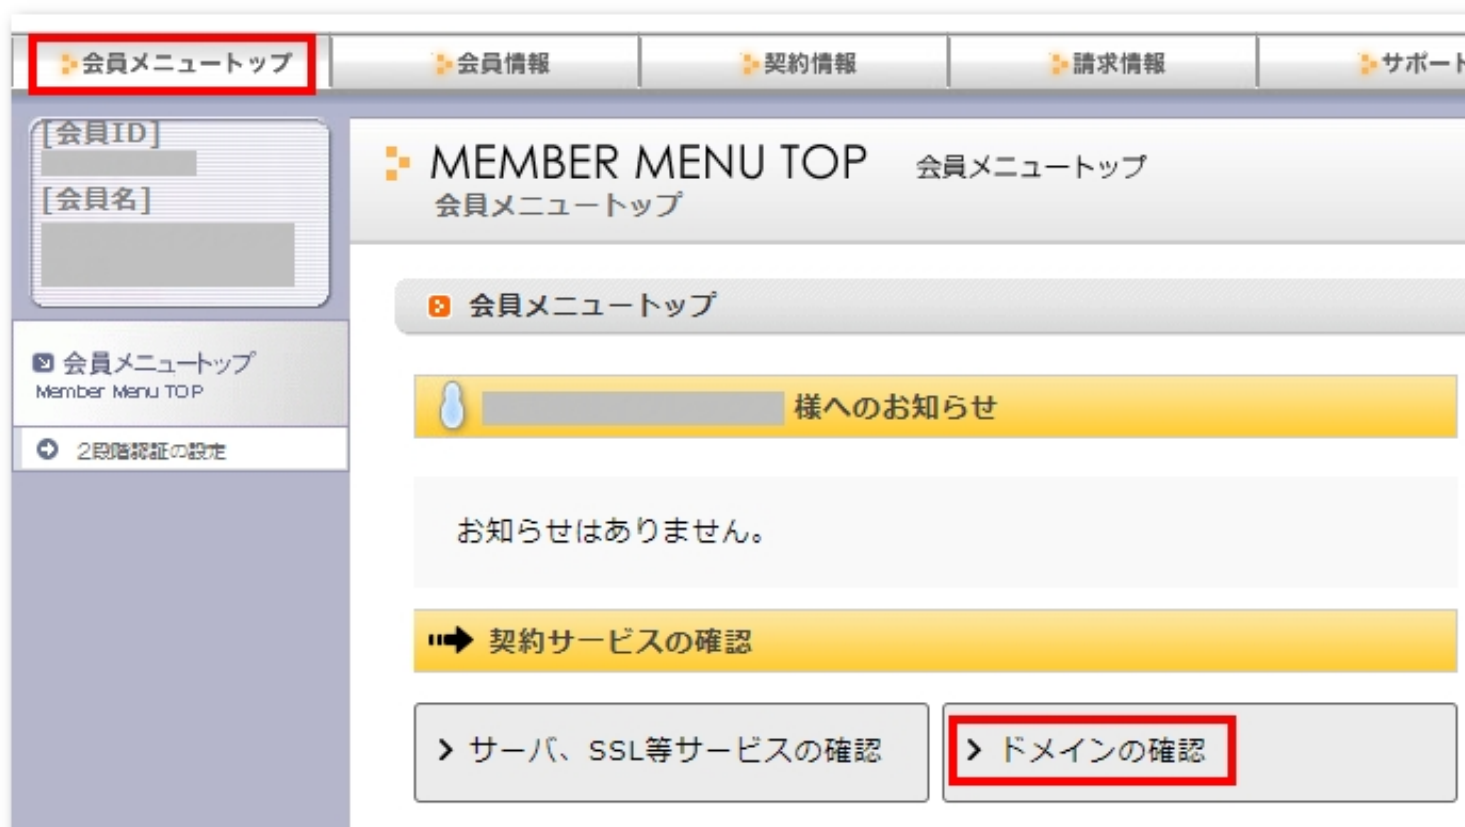 会員メニュートップ
会員情報
契約情報
請求情報
サポート
[会員ID]
[会員名]
会員メニュートップ
Member Menu TOP
2段階認証の設定
MEMBER MENU TOP 会員メニュートップ
会員メニュートップ
会員メニュートップ
様へのお知らせ
お知らせはありません。
契約サービスの確認
サーバ、SSL等サービスの確認
ドメインの確認